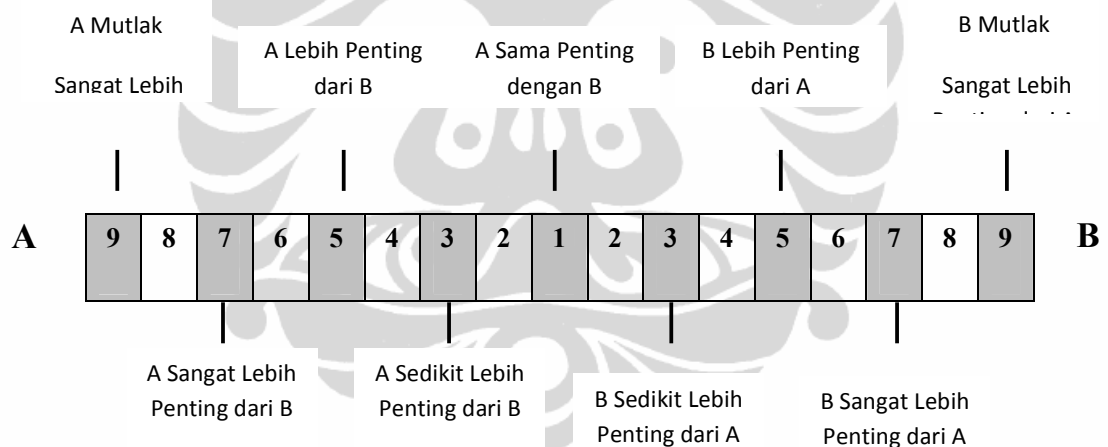 A Mutlak
Sangat Lebih
A Lebih Penting
dari B
A Sama Penting
dengan B
B Lebih Penting
dari A
B Mutlak
Sangat Lebih
A 9 8 7 6 5 4 3 2 1 2 3 4 5 6 7 8 9 B
A Sangat Lebih
Penting dari B
A Sedikit Lebih
Penting dari B
B Sedikit Lebih
Penting dari A
B Sangat Lebih
Penting dari A